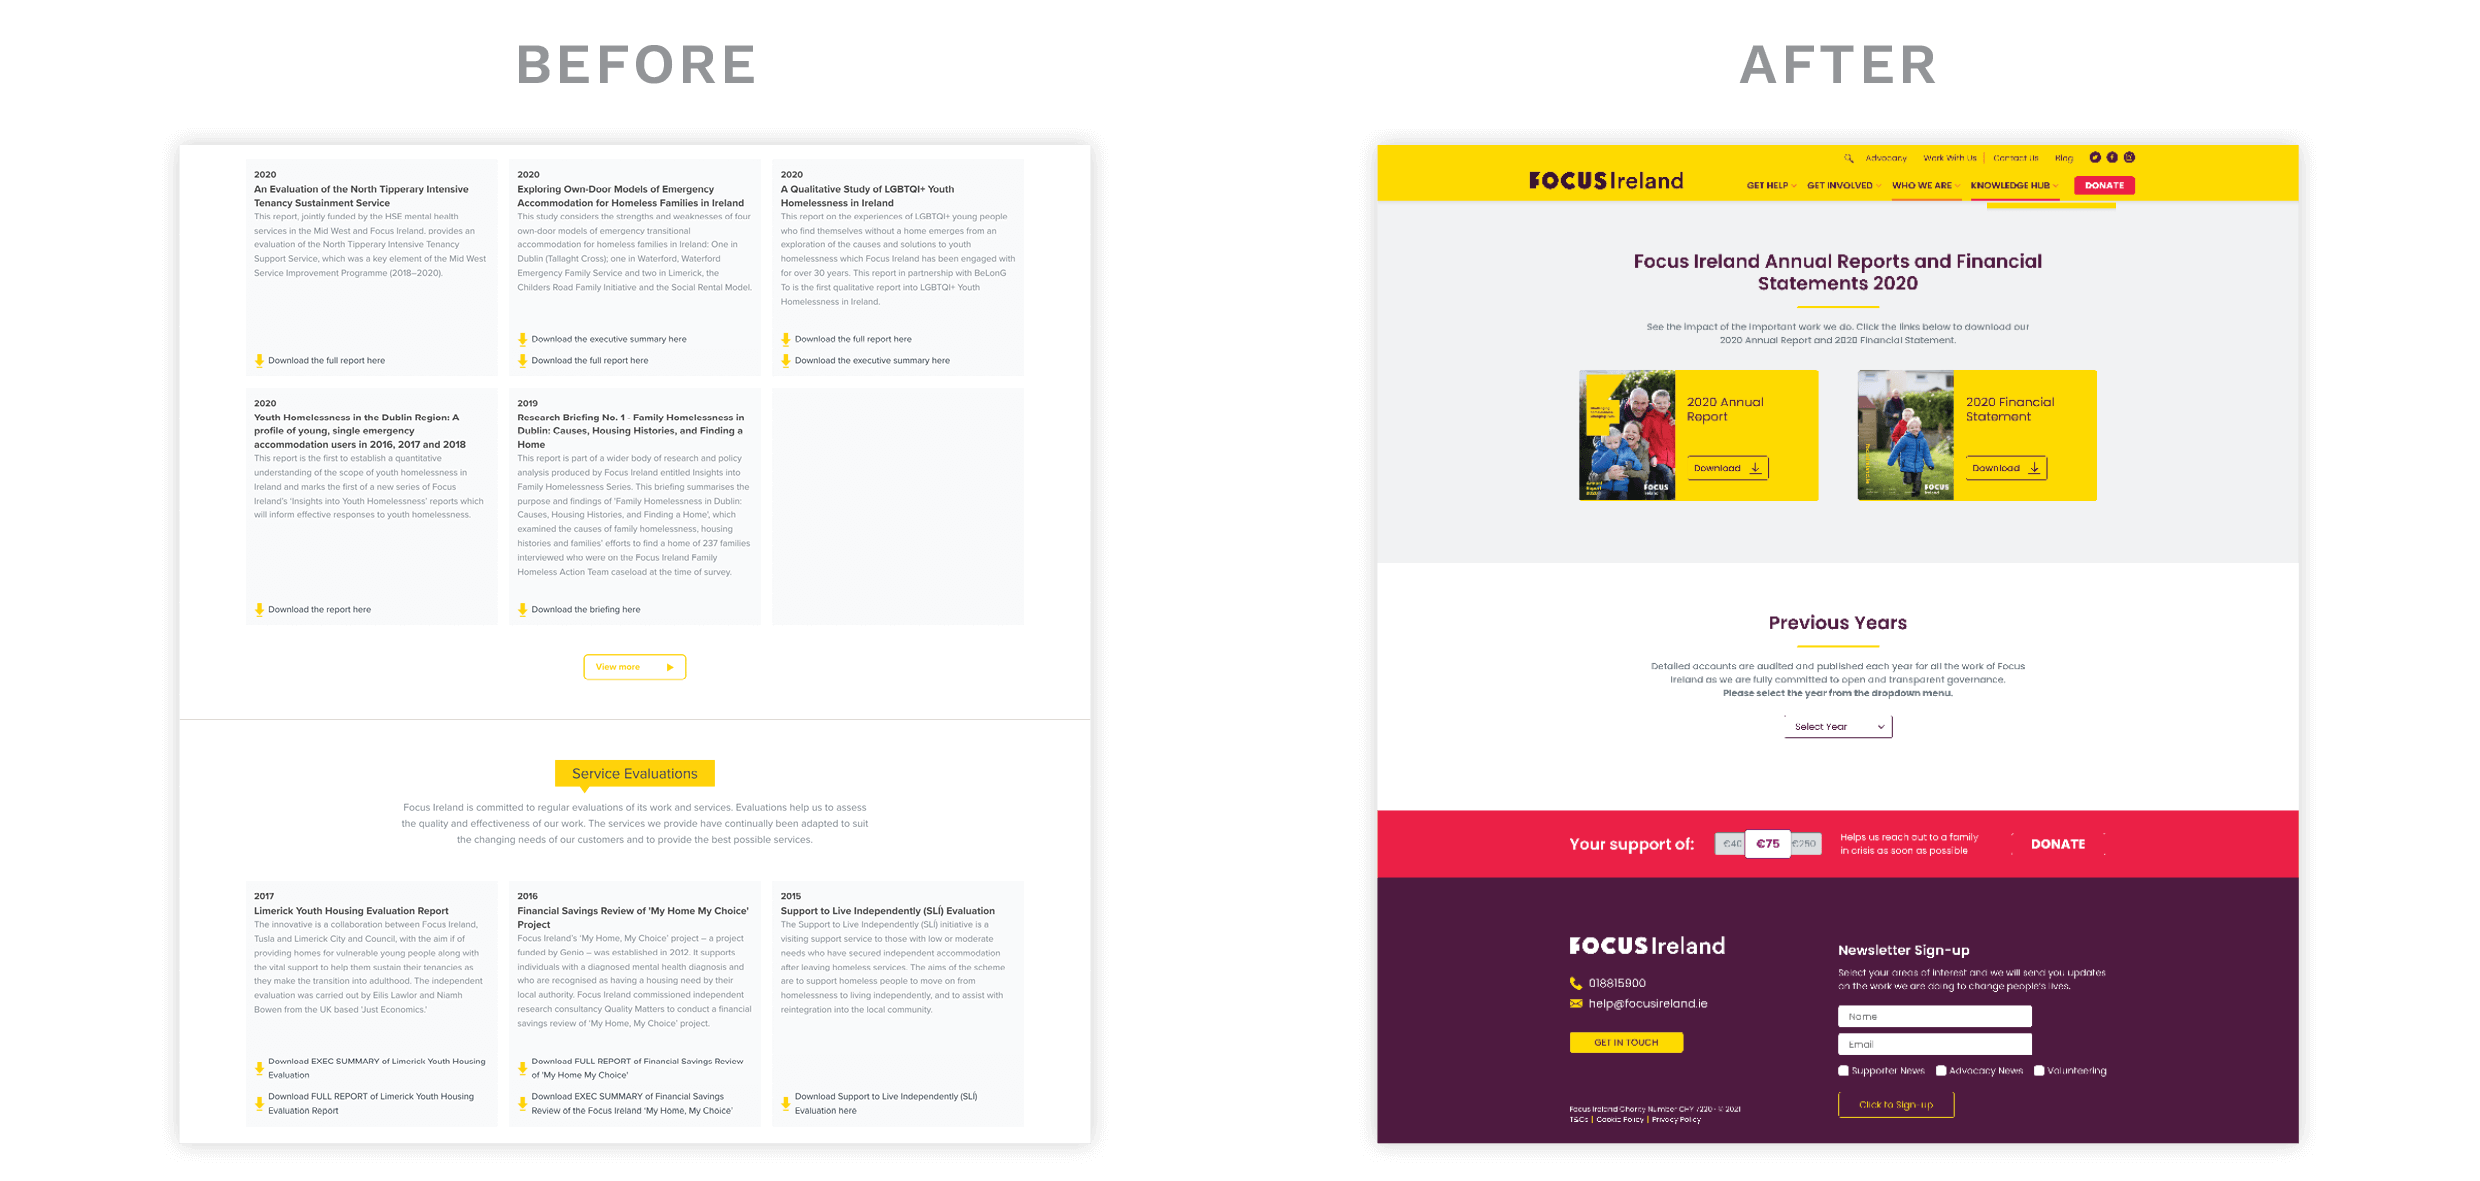 BEFORE
AFTER
2020
An Evaluation of the North Tipperary Intensive
Tenancy Sustainment Service
This report, jointly funded by the HSE mental health
services in the Mid West and Focus Ireland. provides an
evaluation of the North Tipperary Intensive Tenancy
Support Service, which was a key element of the Mid West
Service Improvement Programme (2018–2020).
Download the full report here
2020
Exploring Own-Door Models of Emergency
Accommodation for Homeless Families in Ireland
This study considers the strengths and weaknesses of four
own-door models of emergency transitional
accommodation for homeless families in Ireland: One in
Dublin (Tallaght Cross); one in Waterford, Waterford
Emergency Family Service and two in Limerick, the
Childers Road Family Initiative and the Social Rental Model.
Download the executive summary here
Download the full report here
2020
A Qualitative Study of LGBTQI+ Youth
Homelessness in Ireland
This report on the experiences of LGBTQI+ young people
who find themselves without a home emerges from an
exploration of the causes and solutions to youth
homelessness which Focus Ireland has been engaged with
for over 30 years. This report in partnership with BeLonG
To is the first qualitative report into LGBTQI+ Youth
Homelessness in Ireland.
Download the full report here
Download the executive summary here
2020
Youth Homelessness in the Dublin Region: A
profile of young, single emergency
accommodation users in 2016, 2017 and 2018
This report is the first to establish a quantitative
understanding of the scope of youth homelessness in
Ireland and marks the first of a new series of Focus
Ireland's 'Insights into Youth Homelessness' reports which
will inform effective responses to youth homelessness.
Download the report here
2019
Research Briefing No. 1 - Family Homelessness in
Dublin: Causes, Housing Histories, and Finding a
Home
This report is part of a wider body of research and policy
analysis produced by Focus Ireland entitled Insights into
Family Homelessness Series. This briefing summarises the
purpose and findings of 'Family Homelessness in Dublin:
Causes, Housing Histories, and Finding a Home', which
examined the causes of family homelessness, housing
histories and families' efforts to find a home of 237 families
interviewed who were on the Focus Ireland Family
Homeless Action Team caseload at the time of survey.
Download the briefing here
View more
Service Evaluations
Focus Ireland is committed to regular evaluations of its work and services. Evaluations help us to assess
the quality and effectiveness of our work. The services we provide have continually been adapted to suit
the changing needs of our customers and to provide the best possible services.
2017
Limerick Youth Housing Evaluation Report
The innovative is a collaboration between Focus Ireland,
Tusla and Limerick City and Council, with the aim if of
providing homes for vulnerable young people along with
the vital support to help them sustain their tenancies as
they make the transition into adulthood. The independent
evaluation was carried out by Eilis Lawlor and Niamh
Bowen from the UK based 'Just Economics.'
Download EXEC SUMMARY of Limerick Youth Housing
Evaluation
Download FULL REPORT of Limerick Youth Housing
Evaluation Report
2016
Financial Savings Review of 'My Home My Choice'
Project
Focus Ireland's 'My Home, My Choice' project – a project
funded by Genio – was established in 2012. It supports
individuals with a diagnosed mental health diagnosis and
who are recognised as having a housing need by their
local authority. Focus Ireland commissioned independent
research consultancy Quality Matters to conduct a financial
savings review of 'My Home, My Choice' project.
Download FULL REPORT of Financial Savings Review
of 'My Home My Choice'
Download EXEC SUMMARY of Financial Savings
Review of the Focus Ireland 'My Home, My Choice'
2015
Support to Live Independently (SLÍ) Evaluation
The Support to Live Independently (SLÍ) initiative is a
visiting support service to those with low or moderate
needs who have secured independent accommodation
after leaving homeless services. The aims of the scheme
are to support homeless people to move on from
homelessness to living independently, and to assist with
reintegration into the local community.
Download Support to Live Independently (SLÍ)
Evaluation here
Advocacy Work With Us | Contact Us Blog
FOCUS Ireland
GET HELP GET INVOLVED WHO WE ARE KNOWLEDGE HUB DONATE
Focus Ireland Annual Reports and Financial
Statements 2020
See the impact of the important work we do. Click the links below to download our
2020 Annual Report and 2020 Financial Statement.
Annual
Report
2020
FOCUS
Ireland
2020 Annual
Report
Download
FOCUS
Ireland
2020 Financial
Statement
Download
Previous Years
Detailed accounts are audited and published each year for all the work of Focus
Ireland as we are fully committed to open and transparent governance.
Please select the year from the dropdown menu.
Select Year
Your support of:
€40 €75 €250
Helps us reach out to a family
in crisis as soon as possible
DONATE
FOCUS Ireland
018815900
help@focusireland.ie
GET IN TOUCH
Focus Ireland Charity Number CHY 7220 - © 2021
T&Cs | Cookie Policy | Privacy Policy
Newsletter Sign-up
Select your areas of interest and we will send you updates
on the work we are doing to change people's lives.
Name
Email
Supporter News Advocacy News Volunteering
Click to Sign-up